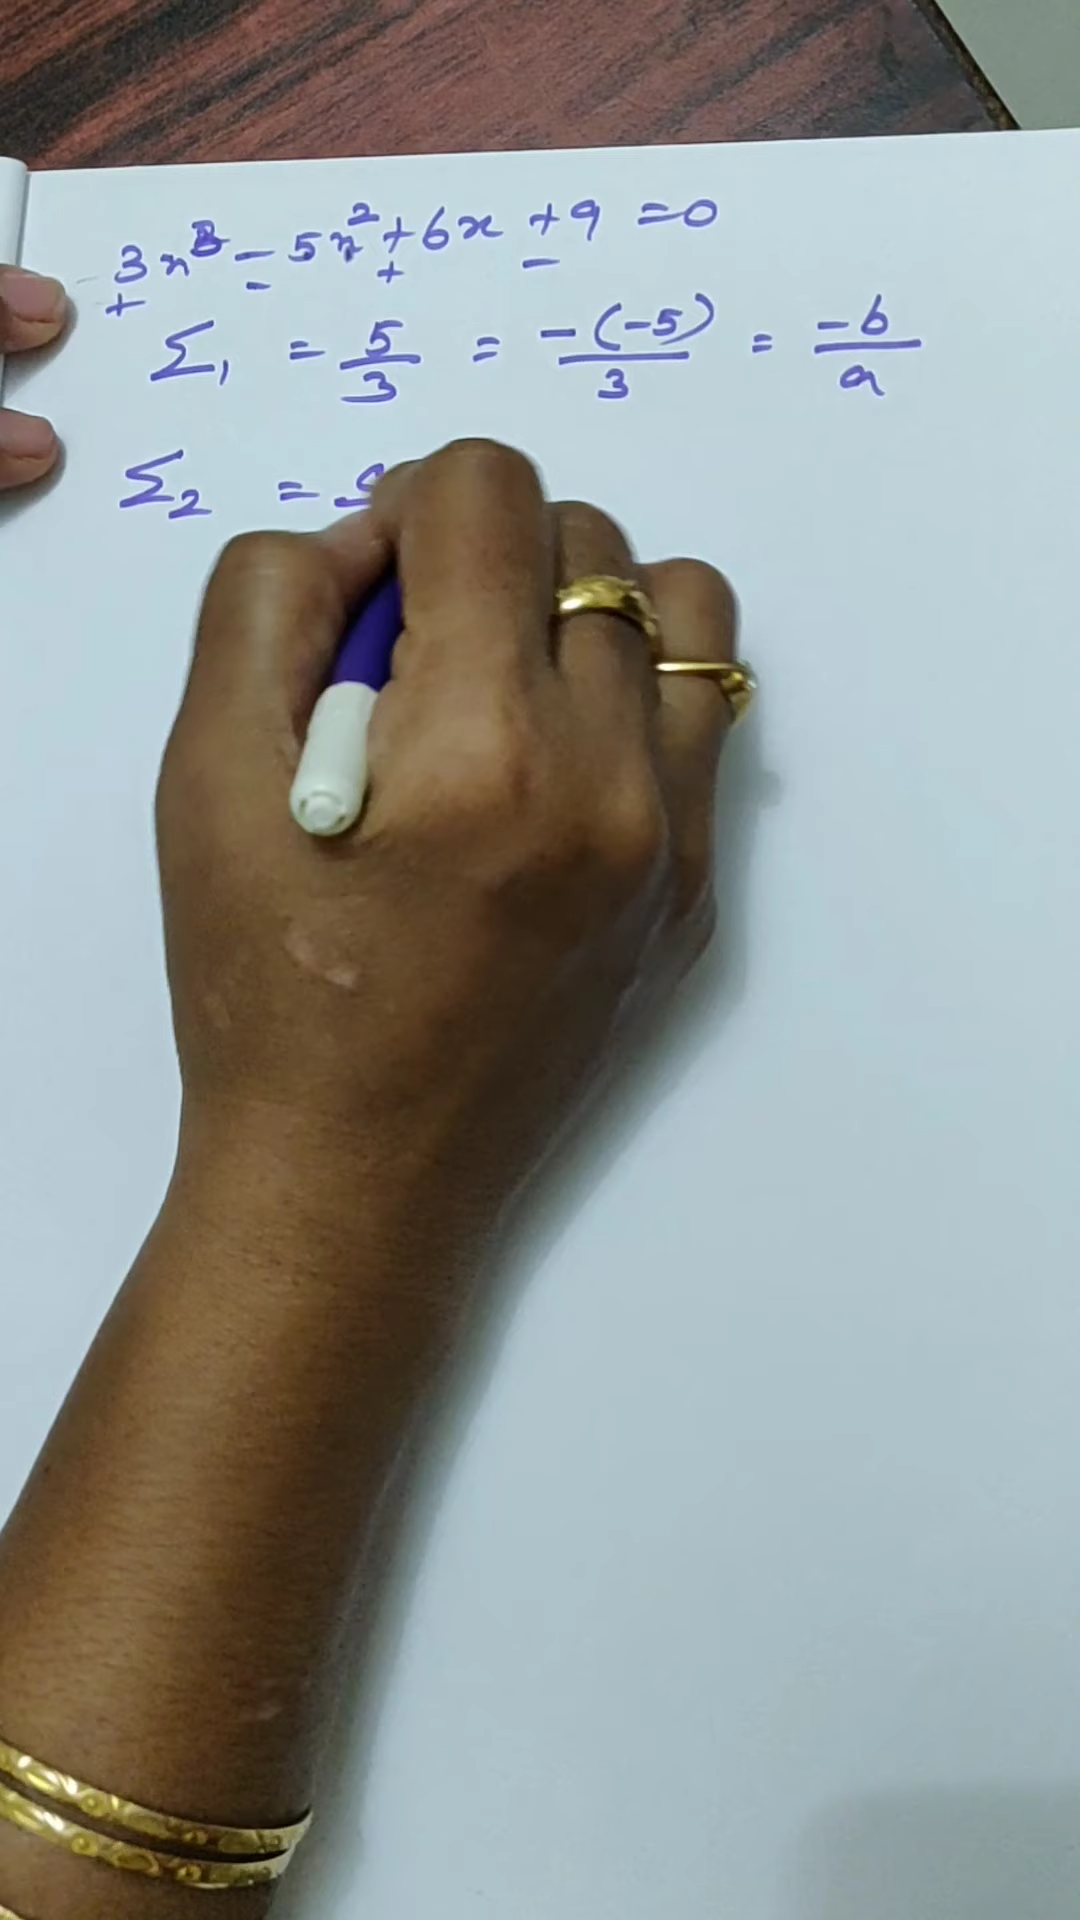 3x³ - 5x² + 6x + 9 = 0
+ - + -
Σ₁ = 5/3 = -(-5)/3 = -b/a
Σ₂ =